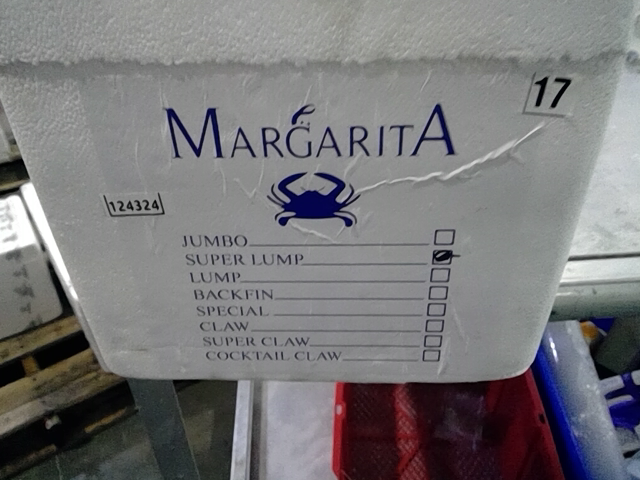 17
MARGARITA
124324
JUMBO
SUPER LUMP
LUMP
BACKFIN
SPECIAL
CLAW
SUPER CLAW
COCKTAIL CLAW